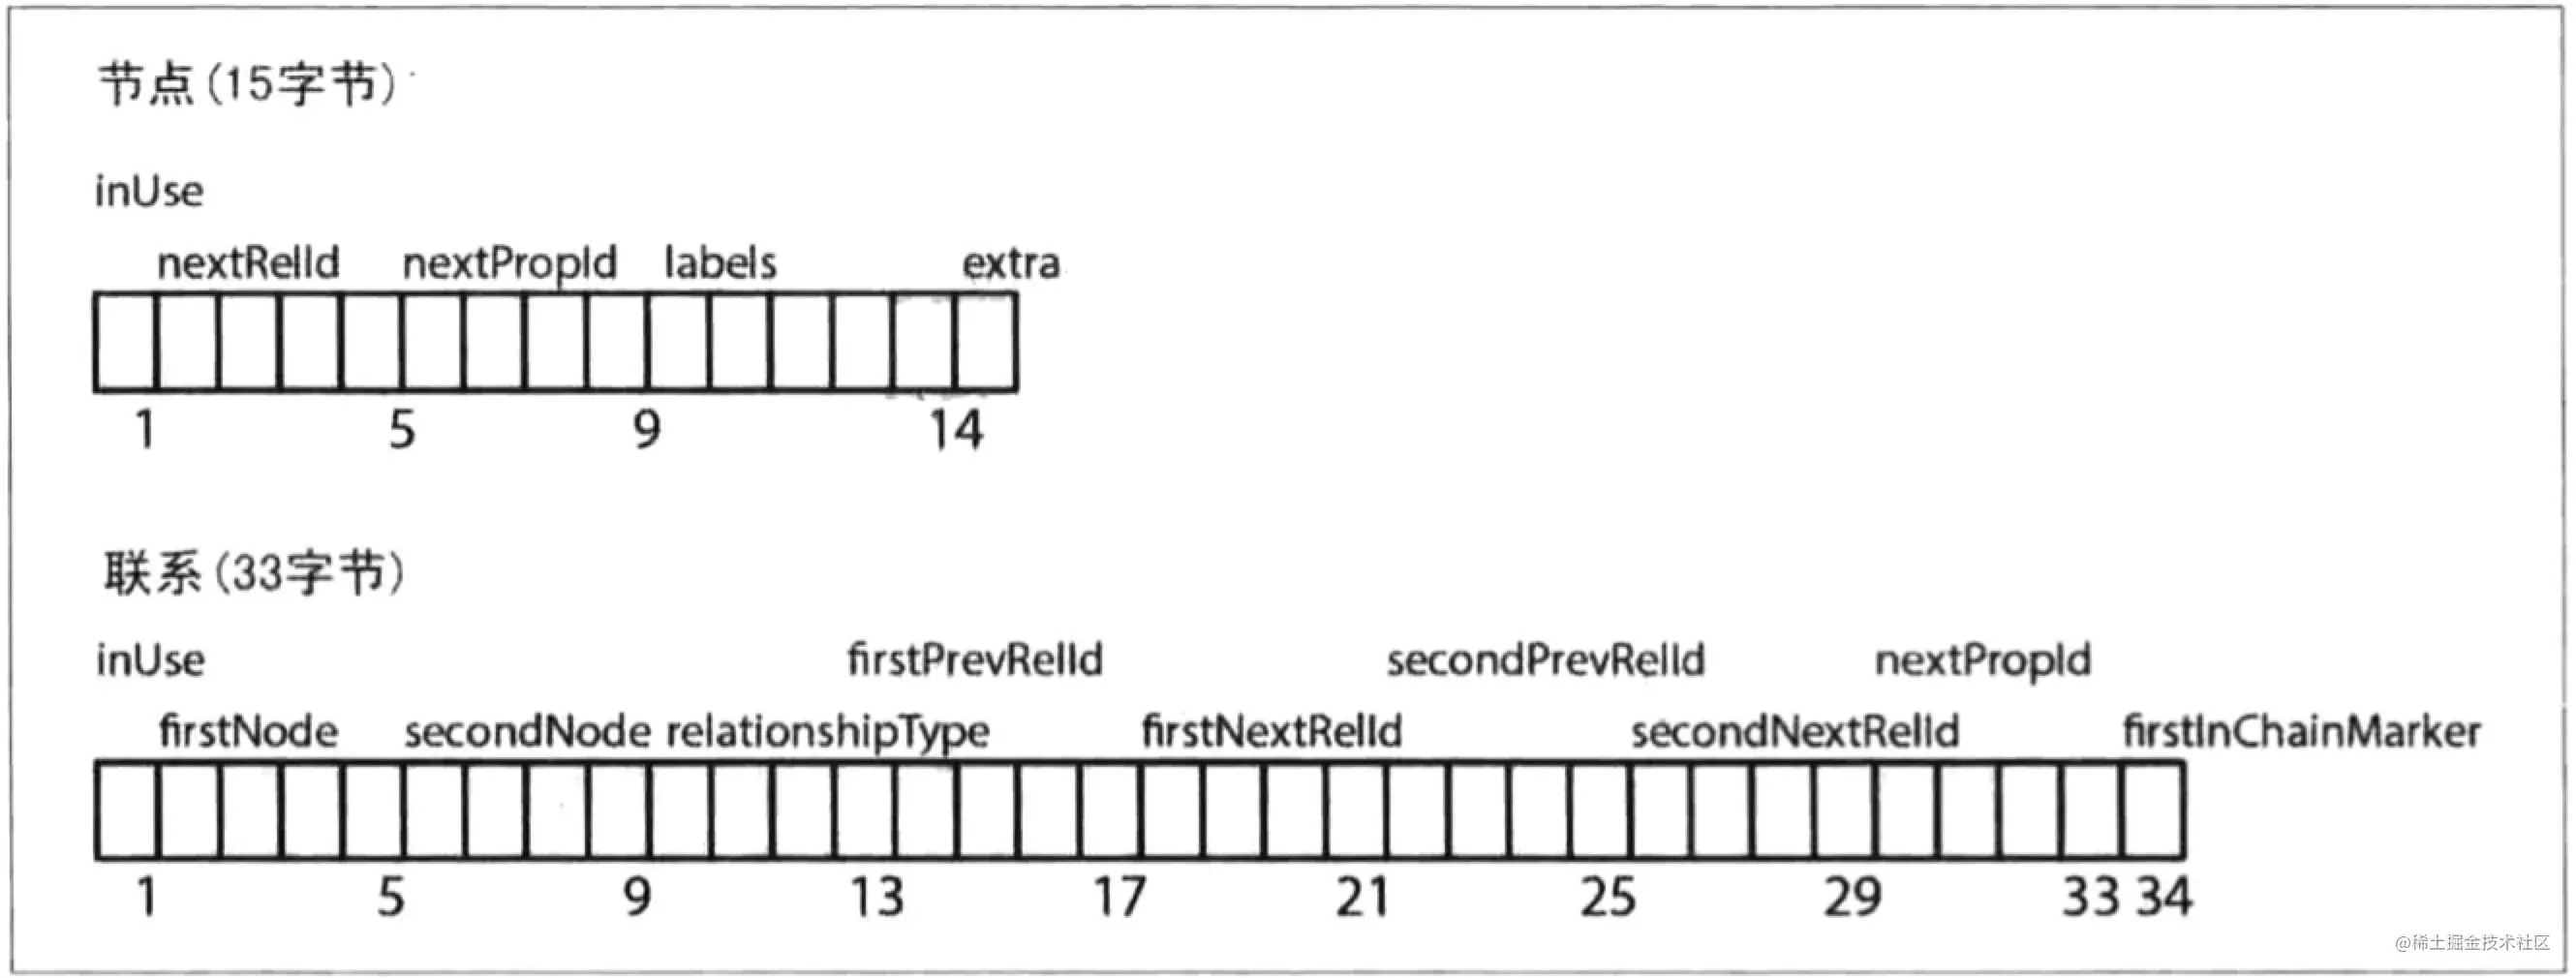 节点(15字节)
inUse
nextRelId nextPropId labels extra
1 5 9 14
联系(33字节)
inUse firstPrevRelId secondPrevRelId nextPropId
firstNode secondNode relationshipType firstNextRelId secondNextRelId firstInChainMarker
1 5 9 13 17 21 25 29 33 34
@稀土掘金技术社区